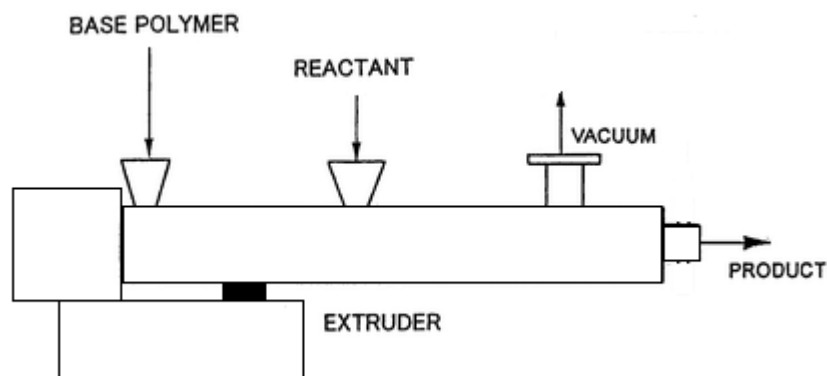 BASE POLYMER
REACTANT
VACUUM
PRODUCT
EXTRUDER